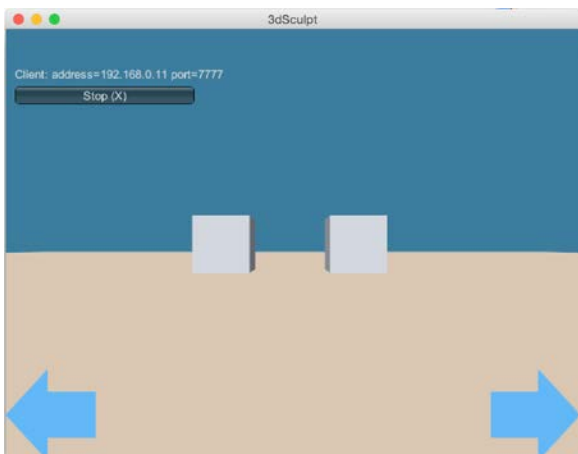 3dSculpt
Client: address=192.168.0.11 port=7777
Stop (X)